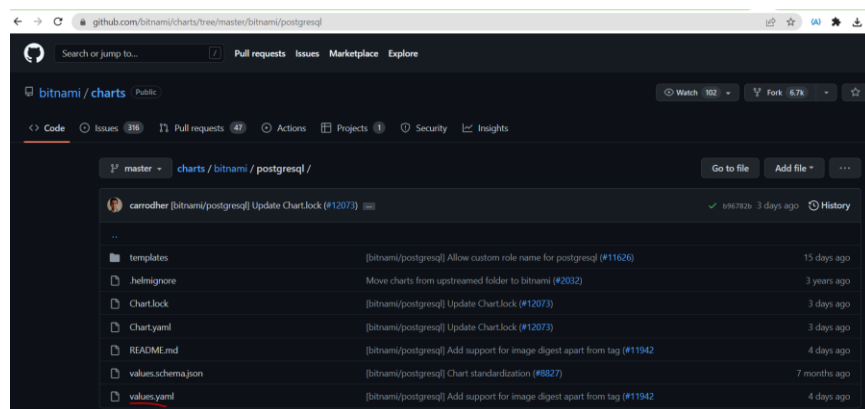 github.com/bitnami/charts/tree/master/bitnami/postgresql
Search or jump to... / Pull requests Issues Marketplace Explore
bitnami / charts Public Watch 102 Fork 6.7k
<> Code Issues 316 Pull requests 47 Actions Projects 1 Security Insights
master charts / bitnami / postgresql / Go to file Add file ...
carrodher [bitnami/postgresql] Update Chart.lock (#12073) ... b967826 3 days ago History
..
templates [bitnami/postgresql] Allow custom role name for postgresql (#11626) 15 days ago
.helmignore Move charts from upstreamed folder to bitnami (#2032) 3 years ago
Chart.lock [bitnami/postgresql] Update Chart.lock (#12073) 3 days ago
Chart.yaml [bitnami/postgresql] Update Chart.lock (#12073) 3 days ago
README.md [bitnami/postgresql] Add support for image digest apart from tag (#11942 4 days ago
values.schema.json [bitnami/postgresql] Chart standardization (#8827) 7 months ago
values.yaml [bitnami/postgresql] Add support for image digest apart from tag (#11942 4 days ago